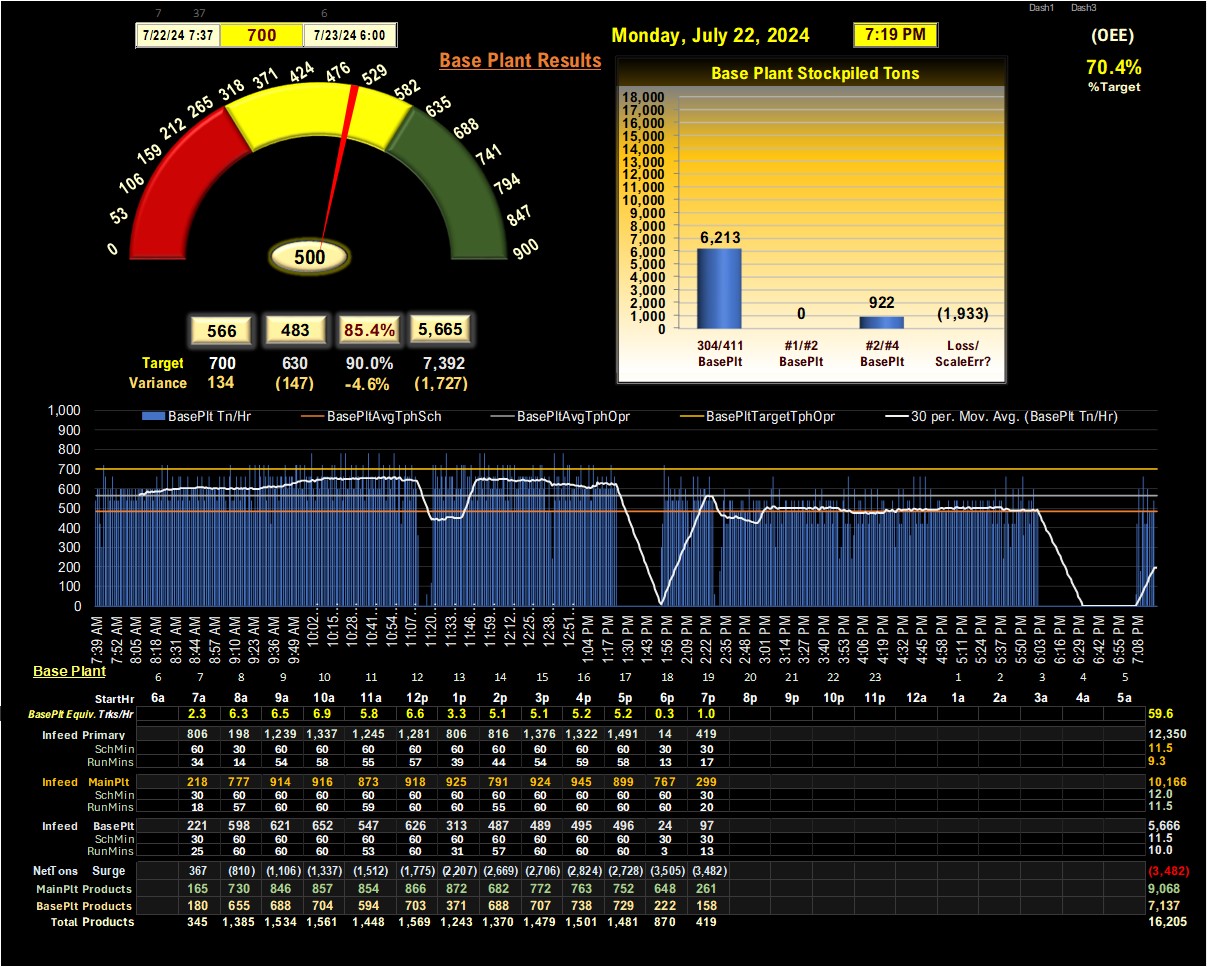 Dash1 Dash3
7 37 6
7/22/24 7:37 700 7/23/24 6:00
Monday, July 22, 2024 7:19 PM (OEE)
Base Plant Results
70.4%
%Target
0 53 106 159 212 265 318 371 424 476 529 582 635 688 741 794 847 900
500
566 483 85.4% 5,665
Target 700 630 90.0% 7,392
Variance 134 (147) -4.6% (1,727)
Base Plant Stockpiled Tons
18,000
17,000
16,000
15,000
14,000
13,000
12,000
11,000
10,000
9,000
8,000
7,000
6,000
5,000
4,000
3,000
2,000
1,000
0
6,213 0 922 (1,933)
304/411 #1/#2 #2/#4 Loss/
BasePlt BasePlt BasePlt ScaleErr?
BasePlt Tn/Hr BasePltAvgTphSch BasePltAvgTphOpr BasePltTargetTphOpr 30 per. Mov. Avg. (BasePlt Tn/Hr)
1,000
900
800
700
600
500
400
300
200
100
0
7:39 AM 7:52 AM 8:05 AM 8:18 AM 8:31 AM 8:44 AM 8:57 AM 9:10 AM 9:23 AM 9:36 AM 9:49 AM 10:02... 10:15... 10:28... 10:41... 10:54... 11:07... 11:20... 11:33... 11:46... 11:59... 12:12... 12:25... 12:38... 12:51... 1:04 PM 1:17 PM 1:30 PM 1:43 PM 1:56 PM 2:09 PM 2:22 PM 2:35 PM 2:48 PM 3:01 PM 3:14 PM 3:27 PM 3:40 PM 3:53 PM 4:06 PM 4:19 PM 4:32 PM 4:45 PM 4:58 PM 5:11 PM 5:24 PM 5:37 PM 5:50 PM 6:03 PM 6:16 PM 6:29 PM 6:42 PM 6:55 PM 7:08 PM
Base Plant
6 7 8 9 10 11 12 13 14 15 16 17 18 19 20 21 22 23 1 2 3 4 5
StartHr 6a 7a 8a 9a 10a 11a 12p 1p 2p 3p 4p 5p 6p 7p 8p 9p 10p 11p 12a 1a 2a 3a 4a 5a
BasePlt Equiv. Trks/Hr 2.3 6.3 6.5 6.9 5.8 6.6 3.3 5.1 5.1 5.2 5.2 0.3 1.0 59.6
Infeed Primary 806 198 1,239 1,337 1,245 1,281 806 816 1,376 1,322 1,491 14 419 12,350
SchMin 60 30 60 60 60 60 60 60 60 60 60 30 30 11.5
RunMins 34 14 54 58 55 57 39 44 54 59 58 13 17 9.3
Infeed MainPlt 218 777 914 916 873 918 925 791 924 945 899 767 299 10,166
SchMin 30 60 60 60 60 60 60 60 60 60 60 60 30 12.0
RunMins 18 57 60 60 59 60 60 55 60 60 60 60 20 11.5
Infeed BasePlt 221 598 621 652 547 626 313 487 489 495 496 24 97 5,666
SchMin 30 60 60 60 60 60 60 60 60 60 60 30 30 11.5
RunMins 25 60 60 60 53 60 31 57 60 60 60 3 13 10.0
NetTons Surge 367 (810) (1,106) (1,337) (1,512) (1,775) (2,207) (2,669) (2,706) (2,824) (2,728) (3,505) (3,482) (3,482)
MainPlt Products 165 730 846 857 854 866 872 682 772 763 752 648 261 9,068
BasePlt Products 180 655 688 704 594 703 371 688 707 738 729 222 158 7,137
Total Products 345 1,385 1,534 1,561 1,448 1,569 1,243 1,370 1,479 1,501 1,481 870 419 16,205